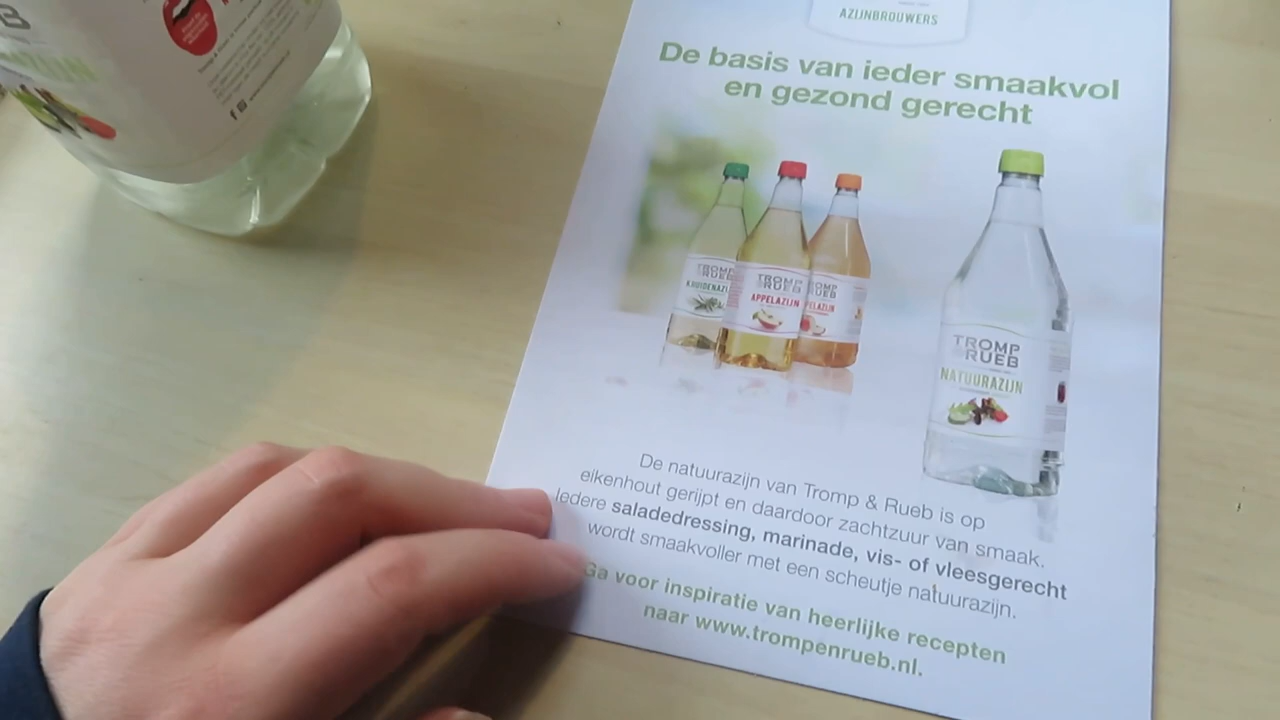 AZIJNBROUWERS
De basis van ieder smaakvol
en gezond gerecht
TROMP
RUEB
TROMP
RUEB
APPELAZIJN
TROMP
& RUEB
NATUURAZIJN
De natuurazijn van Tromp & Rueb is op
eikenhout gerijpt en daardoor zachtzuur van smaak.
Iedere saladedressing, marinade, vis- of vleesgerecht
wordt smaakvoller met een scheutje natuurazijn.
Ga voor inspiratie van heerlijke recepten
naar www.trompenrueb.nl.